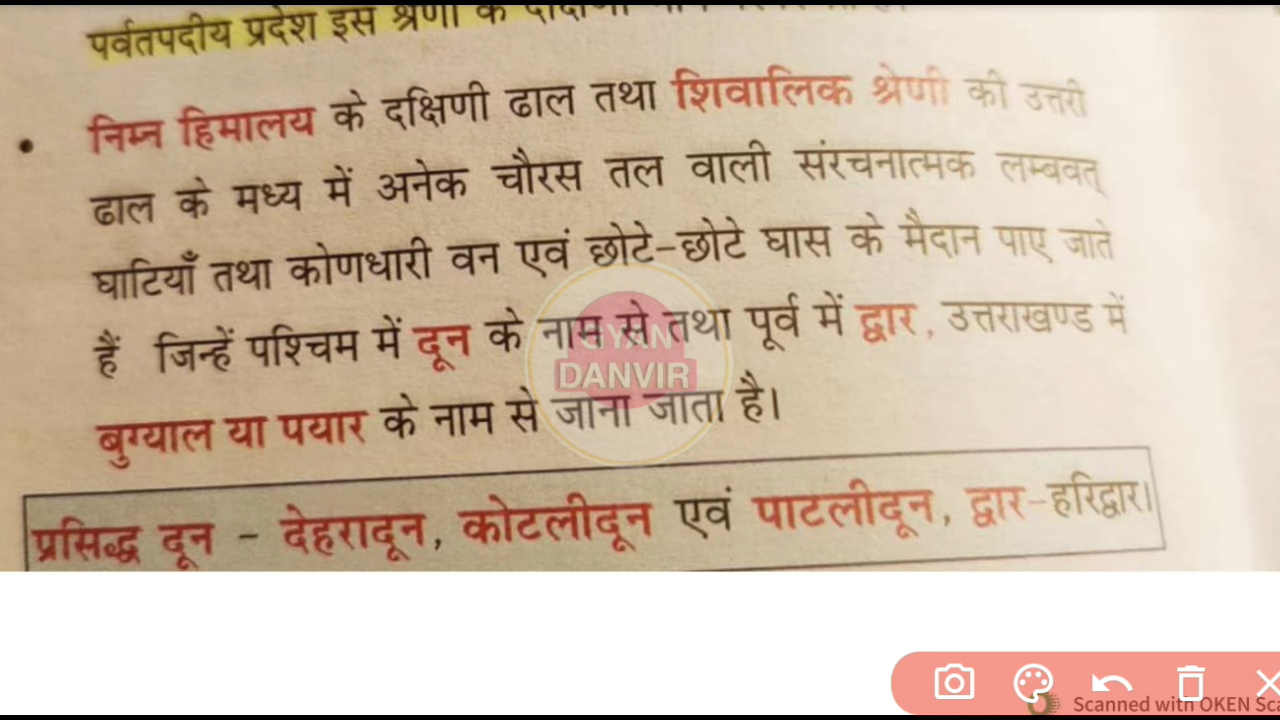 पर्वतपदीय प्रदेश इस श्रेणी के
• निम्न हिमालय के दक्षिणी ढाल तथा शिवालिक श्रेणी की उत्तरी
ढाल के मध्य में अनेक चौरस तल वाली संरचनात्मक लम्बवत्
घाटियाँ तथा कोणधारी वन एवं छोटे-छोटे घास के मैदान पाए जाते
हैं जिन्हें पश्चिम में दून के नाम से तथा पूर्व में द्वार, उत्तराखण्ड में
बुग्याल या पयार के नाम से जाना जाता है।
GYAN
DANVIR
प्रसिद्ध दून - देहरादून, कोटलीदून एवं पाटलीदून, द्वार-हरिद्वार।
Scanned with OKEN